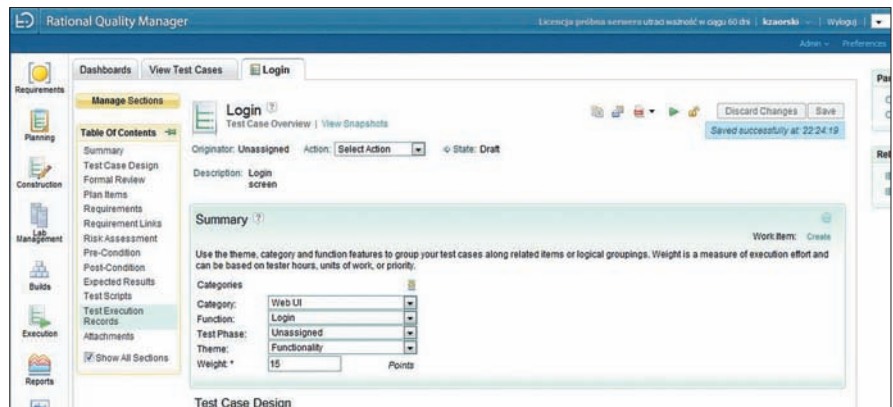 Rational Quality Manager
Licencja próbna serwera utraci ważność w ciągu 60 dni | kzaorski | Wyloguj |
Admin Preferences
Dashboards View Test Cases Login
Requirements
Planning
Construction
Lab Management
Builds
Execution
Reports
Manage Sections
Table Of Contents
Summary
Test Case Design
Formal Review
Plan Items
Requirements
Requirement Links
Risk Assessment
Pre-Condition
Post-Condition
Expected Results
Test Scripts
Test Execution
Records
Attachments
Show All Sections
Login ?
Test Case Overview | View Snapshots
Discard Changes Save
Saved successfully at: 22:24:19
Originator: Unassigned Action: Select Action State: Draft
Description: Login
screen
Summary ?
Work Item: Create
Use the theme, category and function features to group your test cases along related items or logical groupings. Weight is a measure of execution effort and
can be based on tester hours, units of work, or priority.
Categories
Category: Web UI
Function: Login
Test Phase: Unassigned
Theme: Functionality
Weight: * 15 Points
Test Case Design